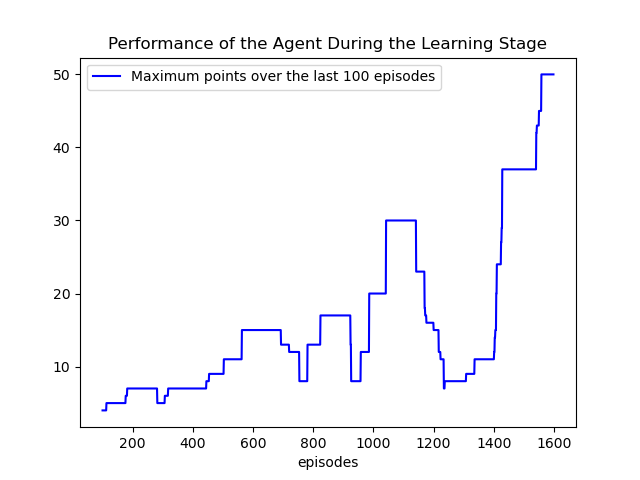 Performance of the Agent During the Learning Stage
Maximum points over the last 100 episodes
50
40
30
20
10
200 400 600 800 1000 1200 1400 1600
episodes